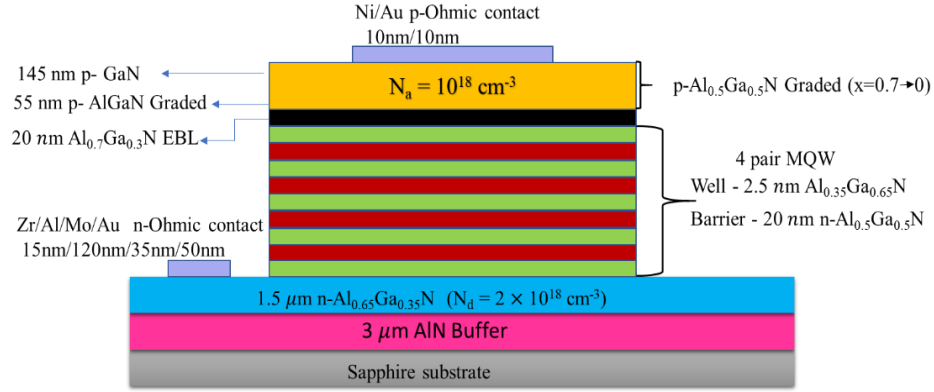 Ni/Au p-Ohmic contact
10nm/10nm
145 nm p- GaN
55 nm p- AlGaN Graded
20 nm Al₀.₇Ga₀.₃N EBL
Nₐ = 10¹⁸ cm⁻³
p-Al₀.₅Ga₀.₅N Graded (x=0.7→0)
4 pair MQW
Well - 2.5 nm Al₀.₃₅Ga₀.₆₅N
Barrier - 20 nm n-Al₀.₅Ga₀.₅N
Zr/Al/Mo/Au n-Ohmic contact
15nm/120nm/35nm/50nm
1.5 μm n-Al₀.₆₅Ga₀.₃₅N (N_d = 2 × 10¹⁸ cm⁻³)
3 μm AlN Buffer
Sapphire substrate